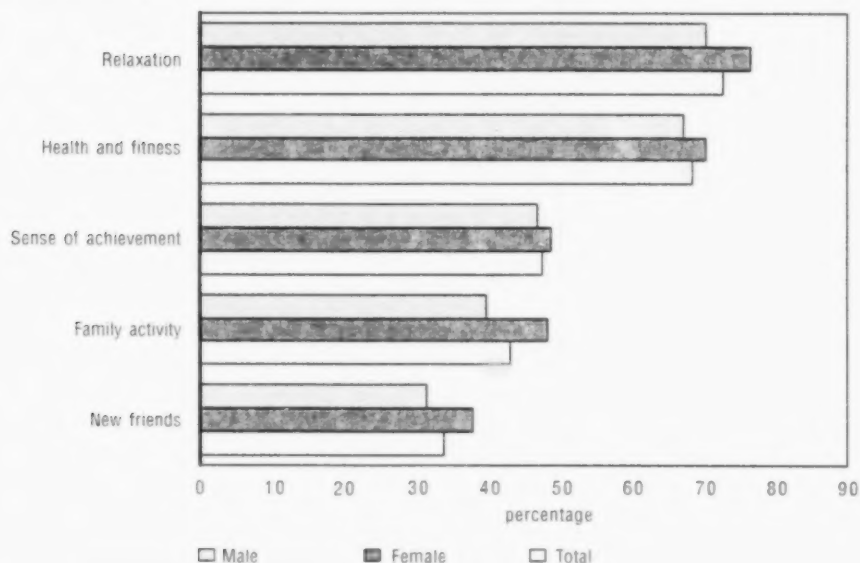 Relaxation
Health and fitness
Sense of achievement
Family activity
New friends
0 10 20 30 40 50 60 70 80 90
percentage
Male Female Total